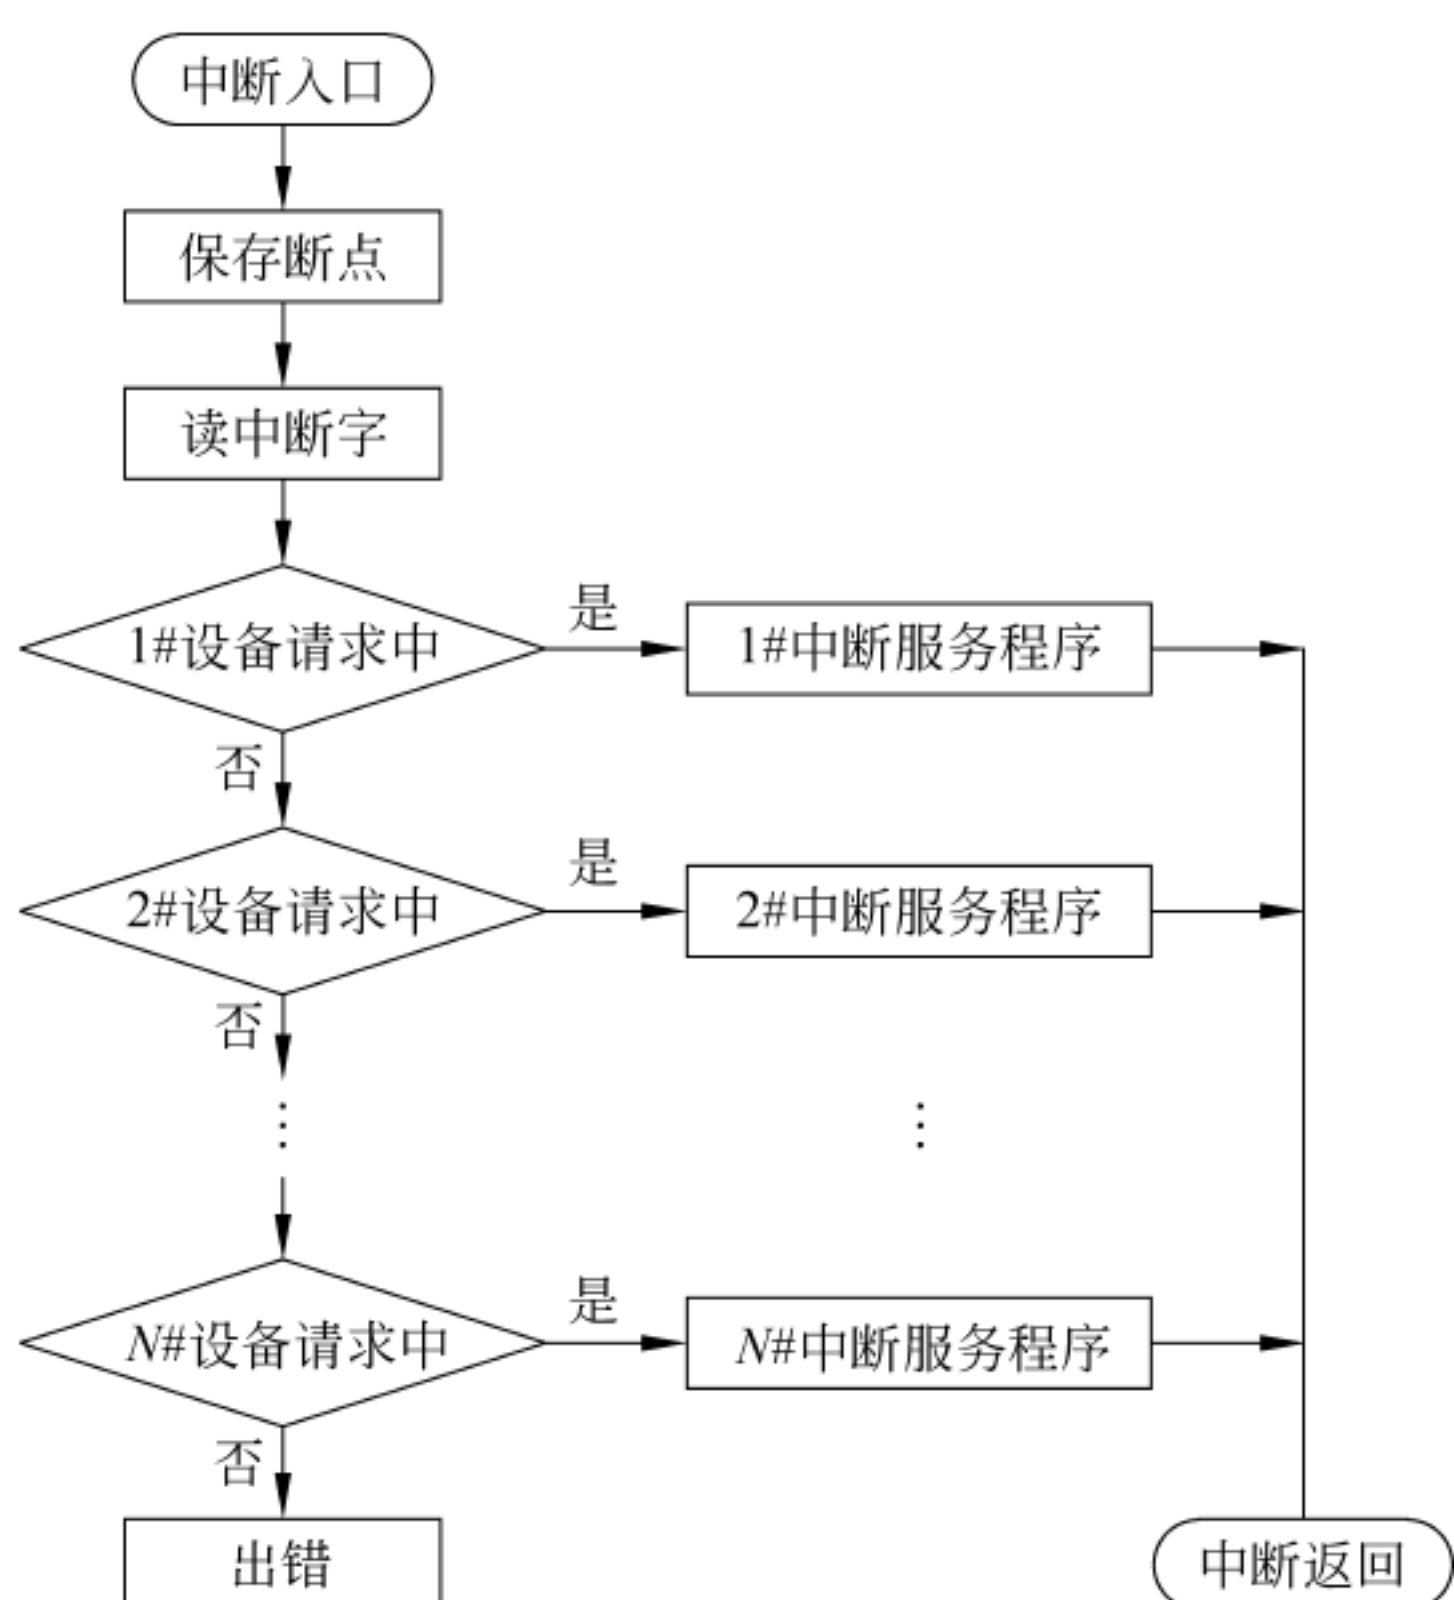 中断入口
保存断点
读中断字
1#设备请求中
是
1#中断服务程序
否
2#设备请求中
是
2#中断服务程序
否
⋮
⋮
N#设备请求中
是
N#中断服务程序
否
出错
中断返回